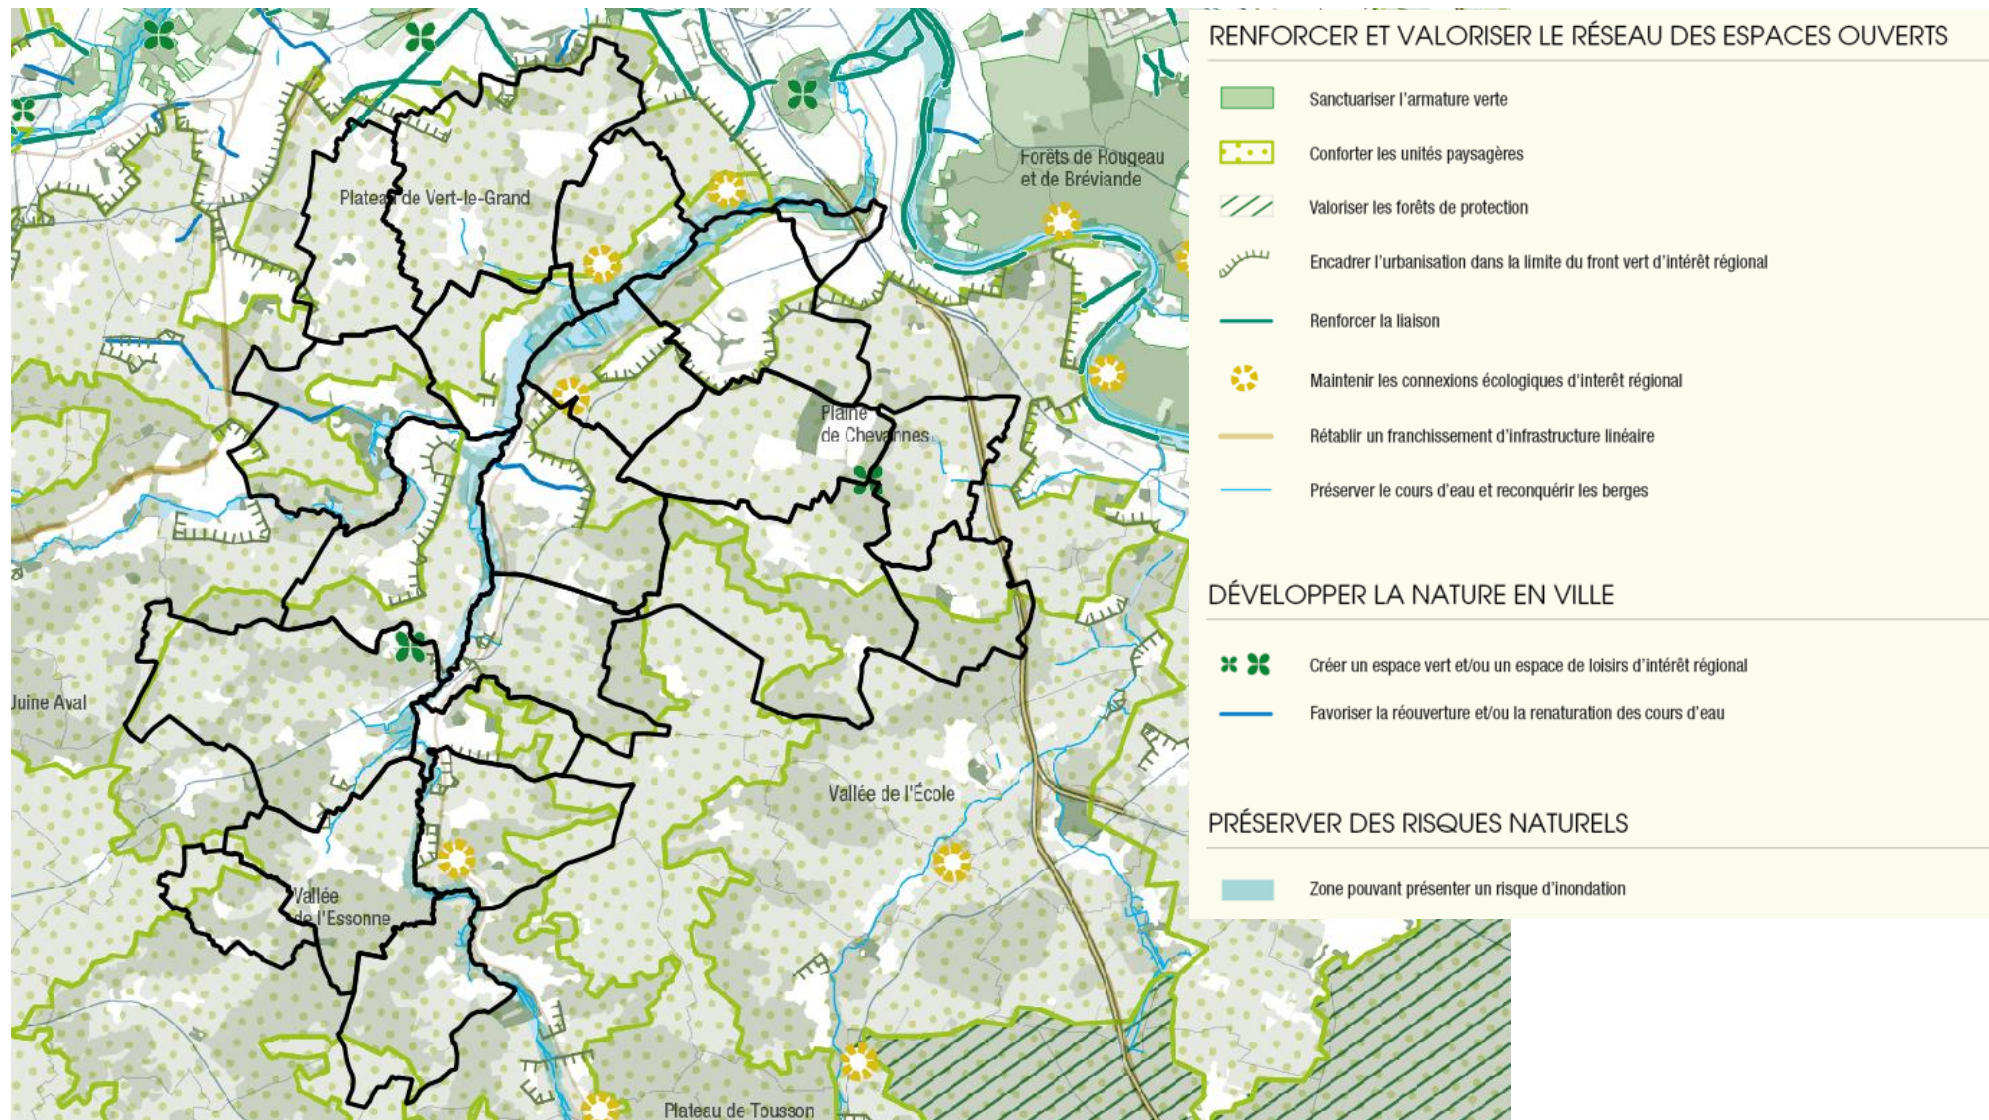 Plateau de Vert-le-Grand
Forêts de Rougeau
et de Bréviande
Plaine
de Chevannes
Juine Aval
Vallée de l'École
Vallée
de l'Essonne
Plateau de Tousson
RENFORCER ET VALORISER LE RÉSEAU DES ESPACES OUVERTS
Sanctuariser l'armature verte
Conforter les unités paysagères
Valoriser les forêts de protection
Encadrer l'urbanisation dans la limite du front vert d'intérêt régional
Renforcer la liaison
Maintenir les connexions écologiques d'interêt régional
Rétablir un franchissement d'infrastructure linéaire
Préserver le cours d'eau et reconquérir les berges
DÉVELOPPER LA NATURE EN VILLE
Créer un espace vert et/ou un espace de loisirs d'intérêt régional
Favoriser la réouverture et/ou la renaturation des cours d'eau
PRÉSERVER DES RISQUES NATURELS
Zone pouvant présenter un risque d'inondation